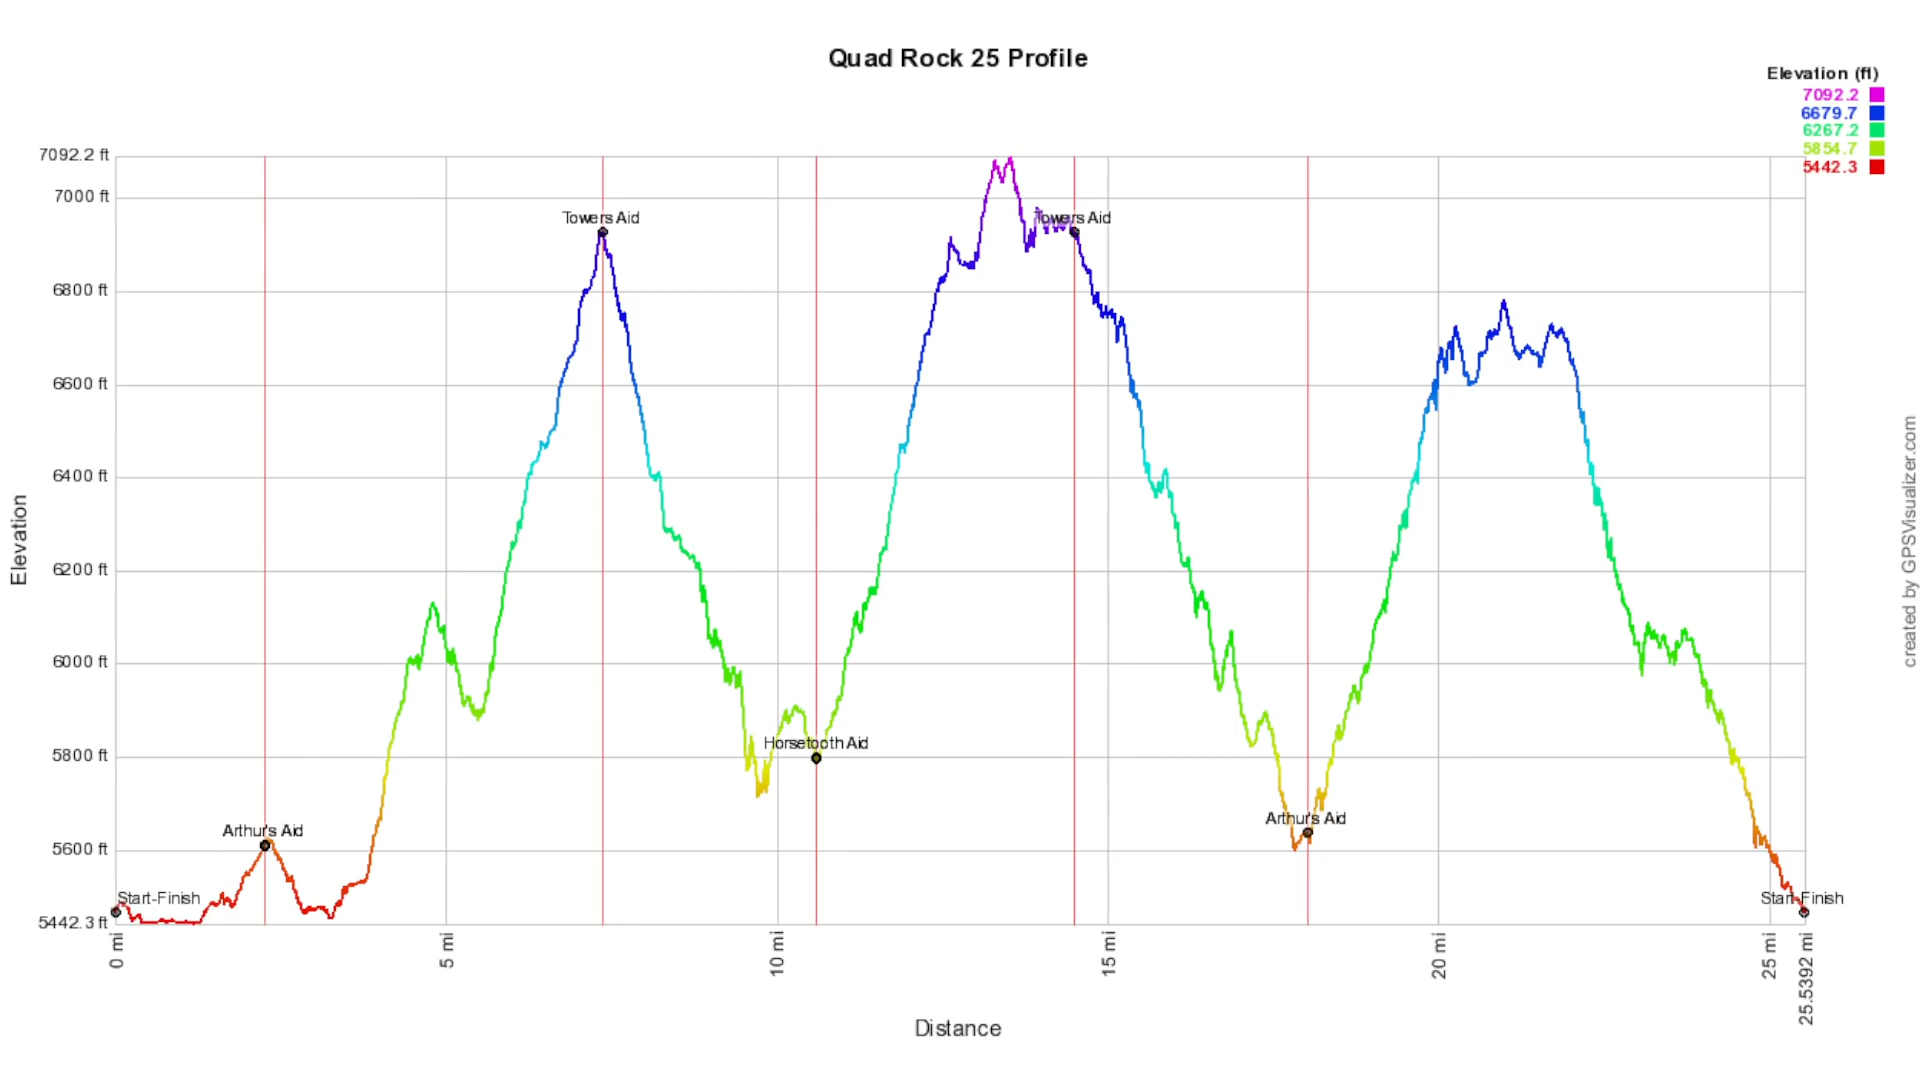 Quad Rock 25 Profile
Elevation (ft)
7092.2
6679.7
6267.2
5854.7
5442.3
7092.2 ft
7000 ft
6800 ft
6600 ft
6400 ft
6200 ft
6000 ft
5800 ft
5600 ft
5442.3 ft
Elevation
Start-Finish
Arthur's Aid
Towers Aid
Horsetooth Aid
Towers Aid
Arthur's Aid
Start-Finish
0 mi
5 mi
10 mi
15 mi
20 mi
25 mi
25.5392 mi
Distance
created by GPSVisualizer.com